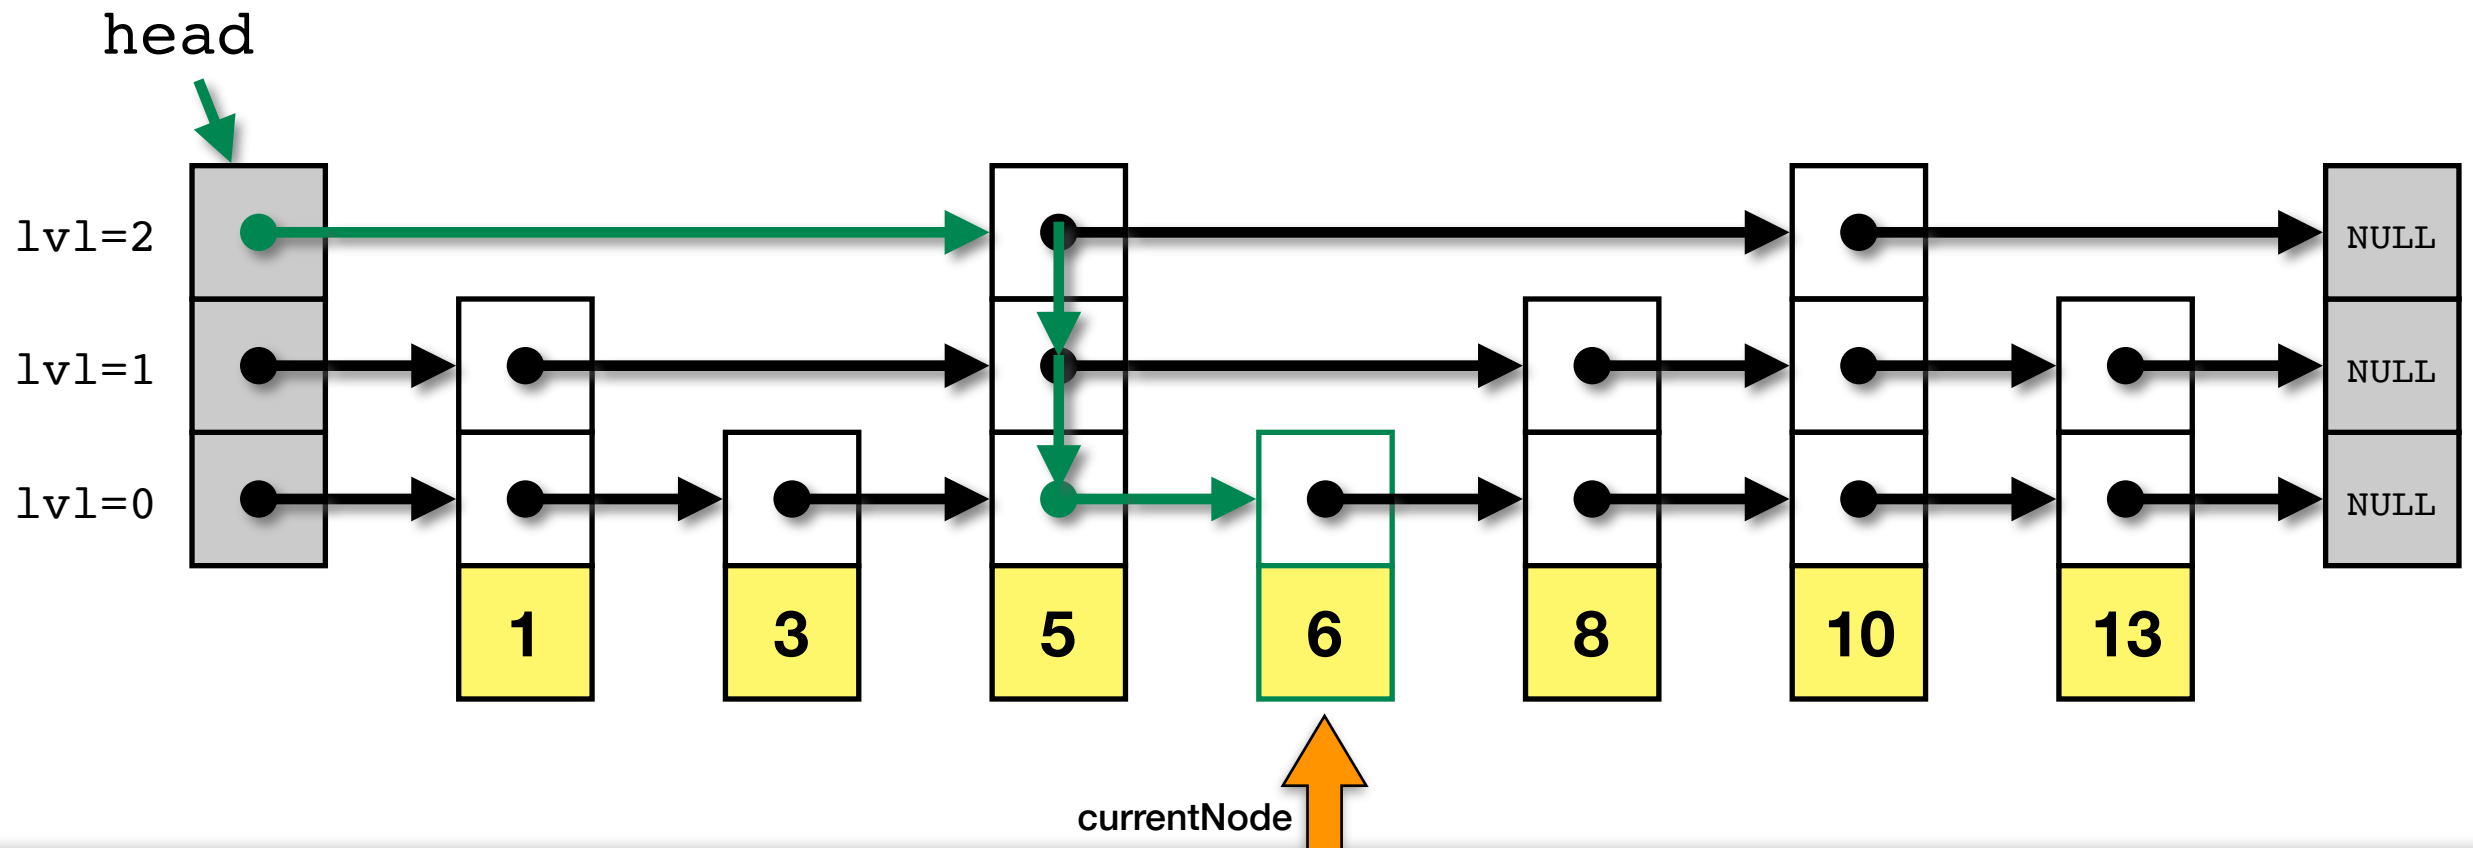 head
lvl=2 NULL
lvl=1 NULL
lvl=0 NULL
1 3 5 6 8 10 13
currentNode